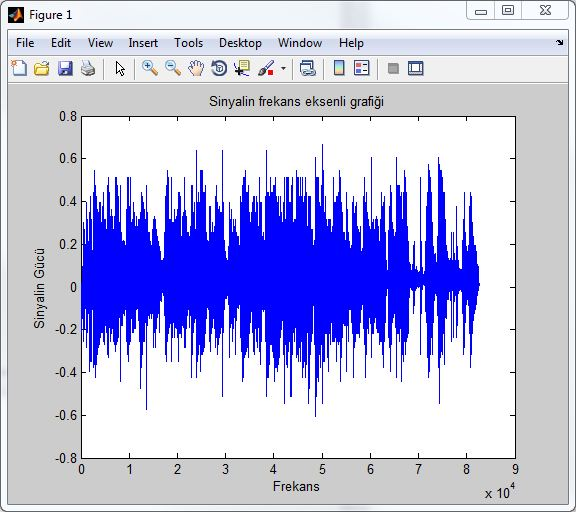 Figure 1
File Edit View Insert Tools Desktop Window Help
Sinyalin frekans eksenli grafiği
Sinyalin Gücü
0.8
0.6
0.4
0.2
0
-0.2
-0.4
-0.6
-0.8
0 1 2 3 4 5 6 7 8 9
Frekans
x 10⁴